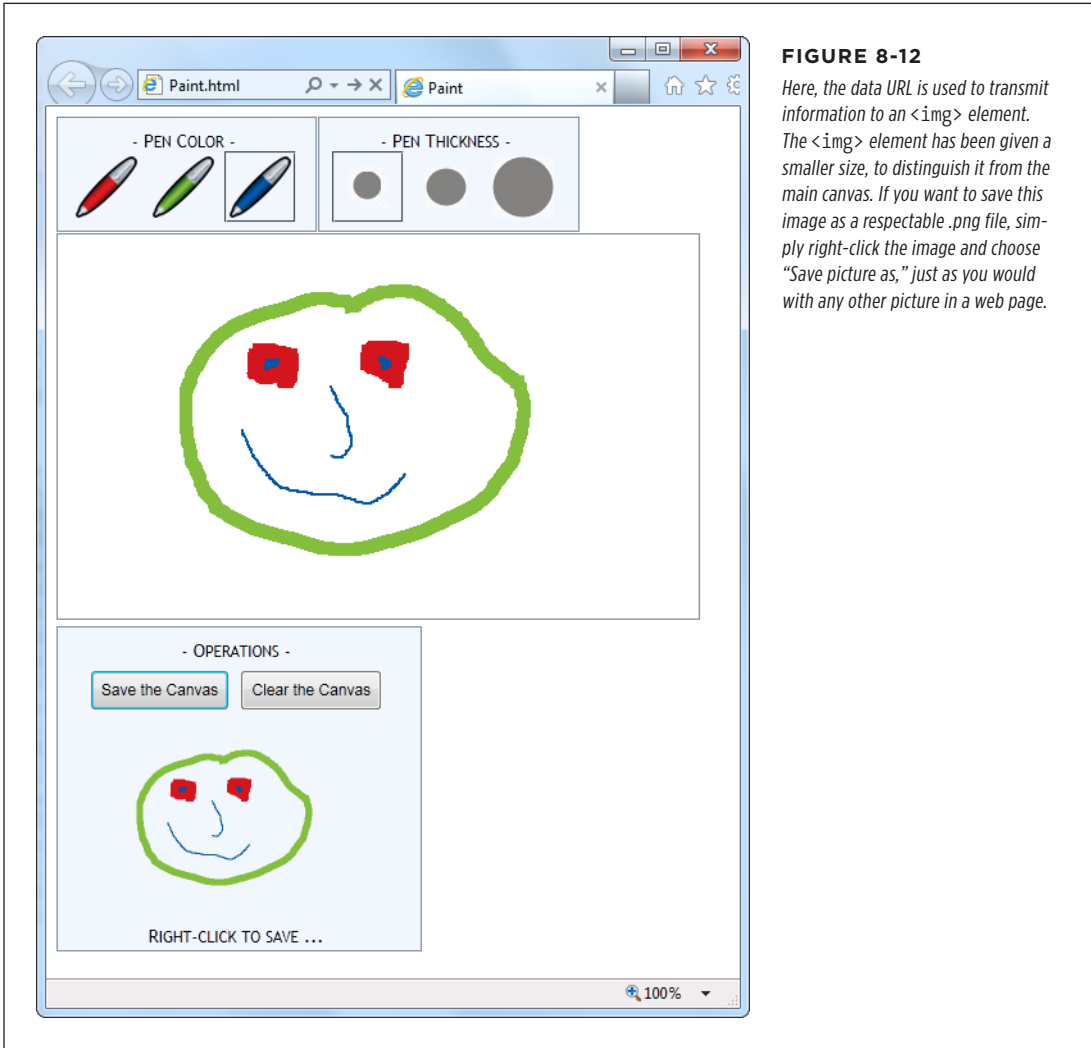 Paint.html
Paint
- PEN COLOR -
- PEN THICKNESS -
- OPERATIONS -
Save the Canvas
Clear the Canvas
RIGHT-CLICK TO SAVE ...
100%
FIGURE 8-12
Here, the data URL is used to transmit
information to an <img> element.
The <img> element has been given a
smaller size, to distinguish it from the
main canvas. If you want to save this
image as a respectable .png file, sim-
ply right-click the image and choose
“Save picture as,” just as you would
with any other picture in a web page.